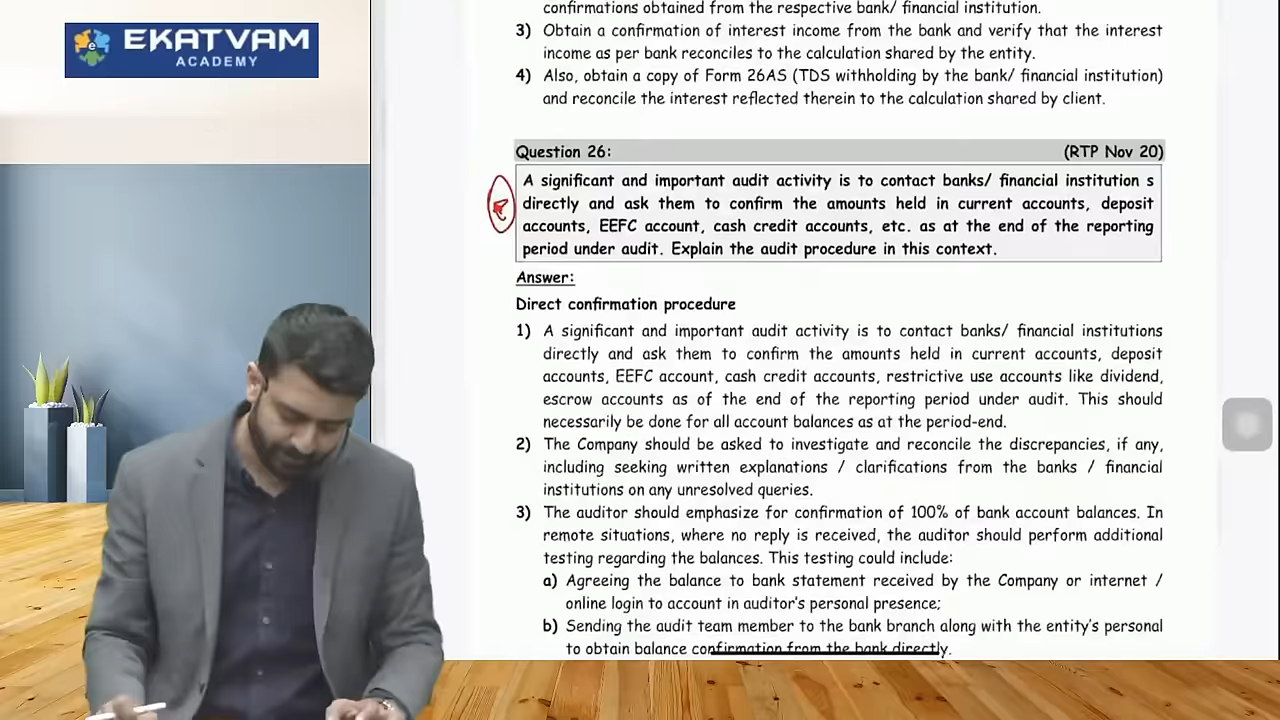 EKATVAM
ACADEMY
confirmations obtained from the respective bank/ financial institution.
3) Obtain a confirmation of interest income from the bank and verify that the interest
income as per bank reconciles to the calculation shared by the entity.
4) Also, obtain a copy of Form 26AS (TDS withholding by the bank/ financial institution)
and reconcile the interest reflected therein to the calculation shared by client.
Question 26: (RTP Nov 20)
A significant and important audit activity is to contact banks/ financial institution s
directly and ask them to confirm the amounts held in current accounts, deposit
accounts, EEFC account, cash credit accounts, etc. as at the end of the reporting
period under audit. Explain the audit procedure in this context.
Answer:
Direct confirmation procedure
1) A significant and important audit activity is to contact banks/ financial institutions
directly and ask them to confirm the amounts held in current accounts, deposit
accounts, EEFC account, cash credit accounts, restrictive use accounts like dividend,
escrow accounts as of the end of the reporting period under audit. This should
necessarily be done for all account balances as at the period-end.
2) The Company should be asked to investigate and reconcile the discrepancies, if any,
including seeking written explanations / clarifications from the banks / financial
institutions on any unresolved queries.
3) The auditor should emphasize for confirmation of 100% of bank account balances. In
remote situations, where no reply is received, the auditor should perform additional
testing regarding the balances. This testing could include:
a) Agreeing the balance to bank statement received by the Company or internet /
online login to account in auditor's personal presence;
b) Sending the audit team member to the bank branch along with the entity's personal
to obtain balance confirmation from the bank directly.